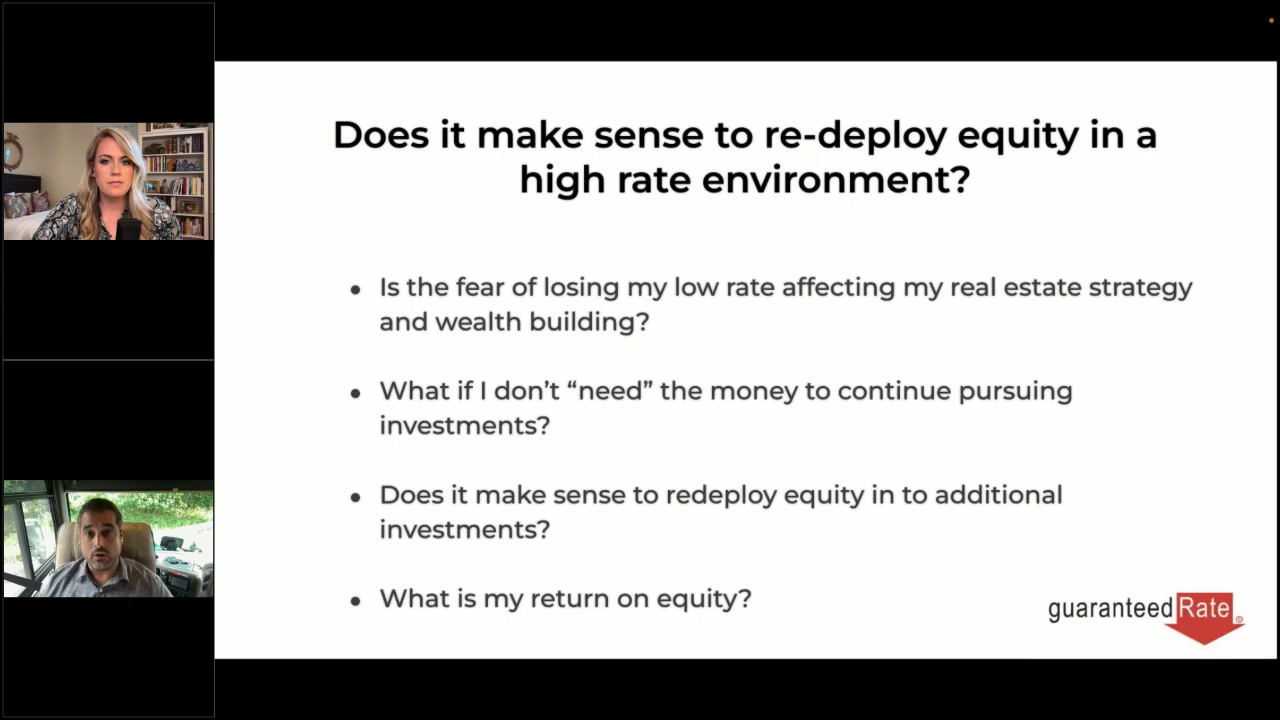 Does it make sense to re-deploy equity in a
high rate environment?
• Is the fear of losing my low rate affecting my real estate strategy
and wealth building?
• What if I don’t “need” the money to continue pursuing
investments?
• Does it make sense to redeploy equity in to additional
investments?
• What is my return on equity?
guaranteed Rate